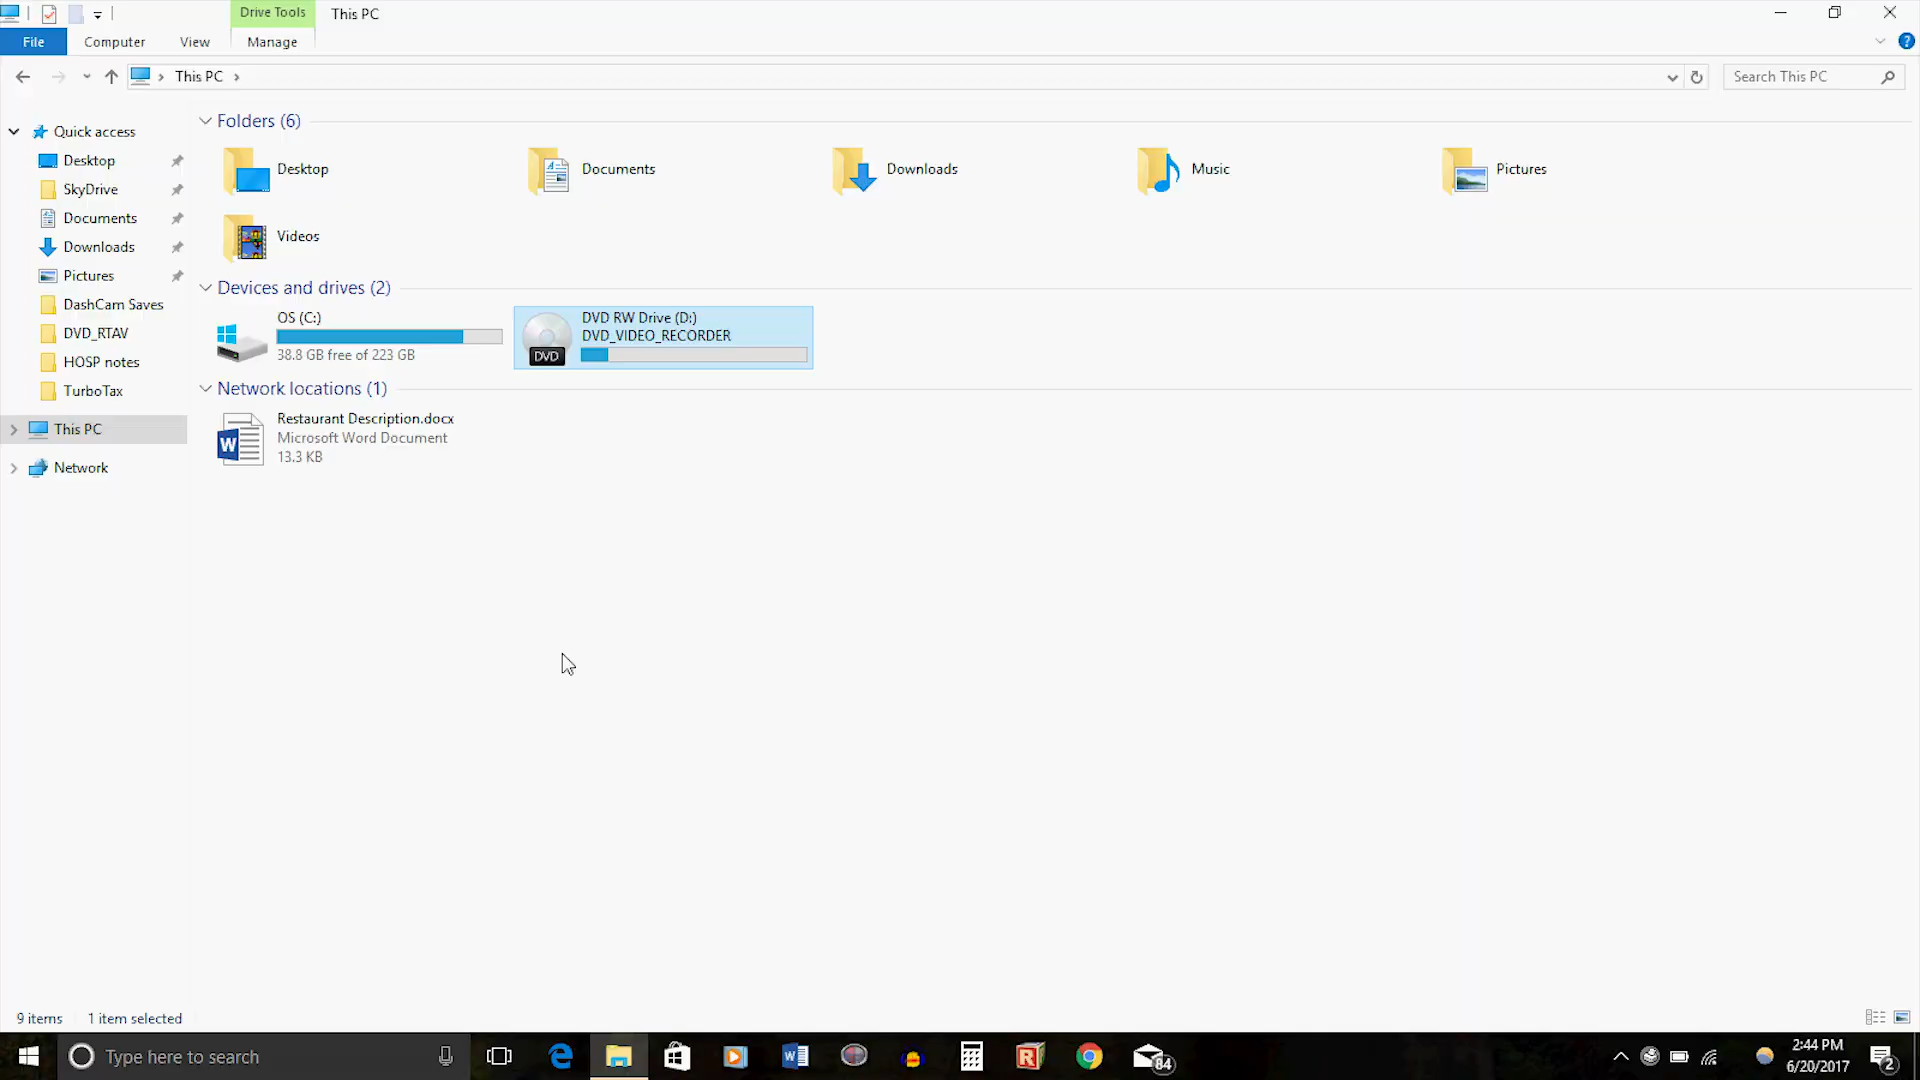 Drive Tools
This PC
File
Computer
View
Manage
This PC
Search This PC
Quick access
Desktop
SkyDrive
Documents
Downloads
Pictures
DashCam Saves
DVD_RTAV
HOSP notes
TurboTax
This PC
Network
Folders (6)
Desktop
Documents
Downloads
Music
Pictures
Videos
Devices and drives (2)
OS (C:)
38.8 GB free of 223 GB
DVD RW Drive (D:)
DVD_VIDEO_RECORDER
DVD
Network locations (1)
Restaurant Description.docx
Microsoft Word Document
13.3 KB
9 items
1 item selected
Type here to search
84
2:44 PM
6/20/2017
2